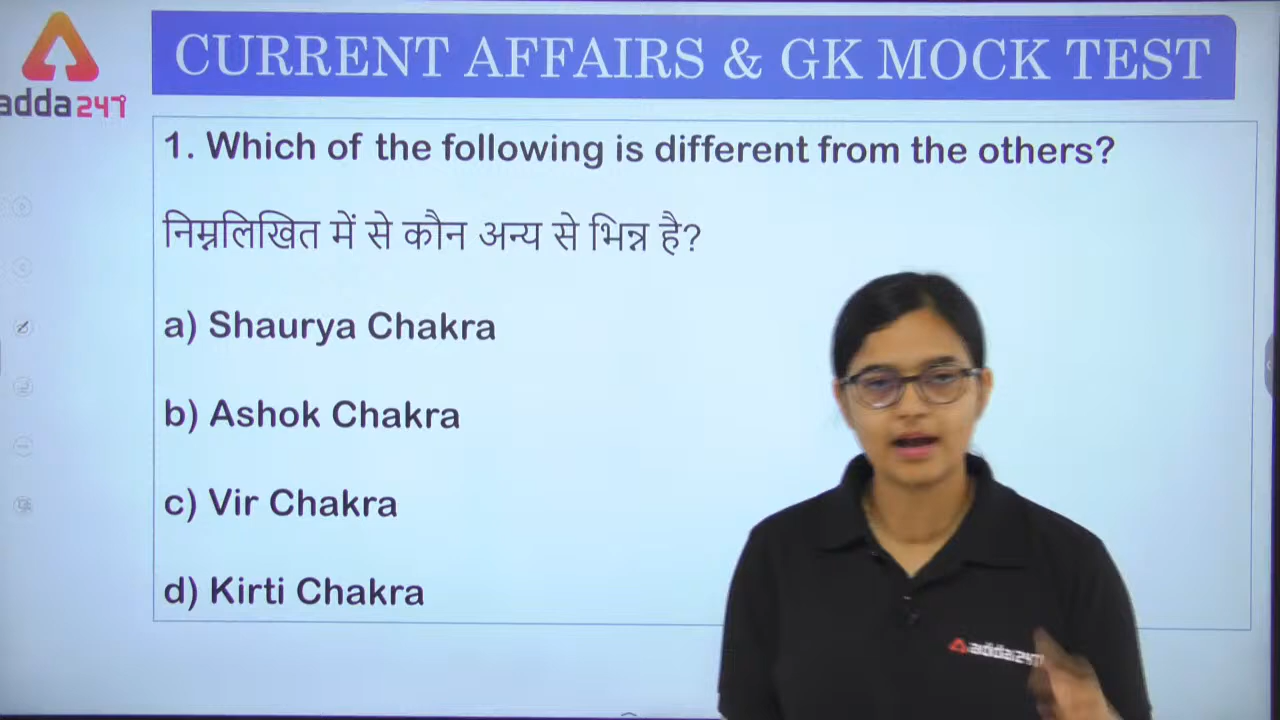 CURRENT AFFAIRS & GK MOCK TEST
adda247
1. Which of the following is different from the others?
निम्नलिखित में से कौन अन्य से भिन्न है?
a) Shaurya Chakra
b) Ashok Chakra
c) Vir Chakra
d) Kirti Chakra
adda247